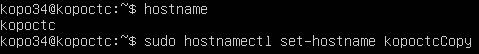 kopo34@kopoctc:~$ hostname
kopoctc
kopo34@kopoctc:~$ sudo hostnamectl set-hostname kopoctcCopy